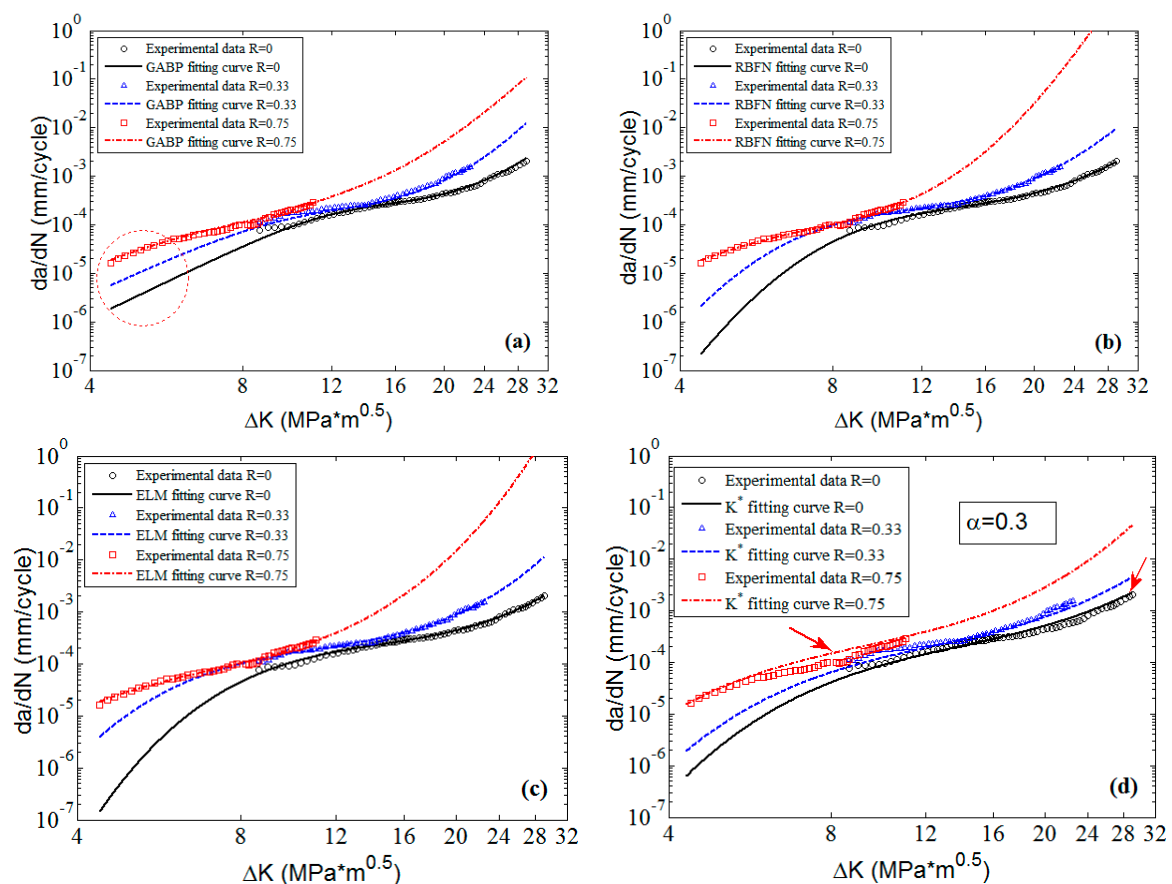 10^0
10^-1
10^-2
10^-3
10^-4
10^-5
10^-6
10^-7
da/dN (mm/cycle)
Experimental data R=0
GABP fitting curve R=0
Experimental data R=0.33
GABP fitting curve R=0.33
Experimental data R=0.75
GABP fitting curve R=0.75
(a)
4 8 12 16 20 24 28 32
ΔK (MPa*m^0.5)
10^0
10^-1
10^-2
10^-3
10^-4
10^-5
10^-6
10^-7
da/dN (mm/cycle)
Experimental data R=0
RBFN fitting curve R=0
Experimental data R=0.33
RBFN fitting curve R=0.33
Experimental data R=0.75
RBFN fitting curve R=0.75
(b)
4 8 12 16 20 24 28 32
ΔK (MPa*m^0.5)
10^0
10^-1
10^-2
10^-3
10^-4
10^-5
10^-6
10^-7
da/dN (mm/cycle)
Experimental data R=0
ELM fitting curve R=0
Experimental data R=0.33
ELM fitting curve R=0.33
Experimental data R=0.75
ELM fitting curve R=0.75
(c)
4 8 12 16 20 24 28 32
ΔK (MPa*m^0.5)
10^0
10^-1
10^-2
10^-3
10^-4
10^-5
10^-6
10^-7
da/dN (mm/cycle)
Experimental data R=0
K^* fitting curve R=0
Experimental data R=0.33
K^* fitting curve R=0.33
Experimental data R=0.75
K^* fitting curve R=0.75
α=0.3
(d)
4 8 12 16 20 24 28 32
ΔK (MPa*m^0.5)